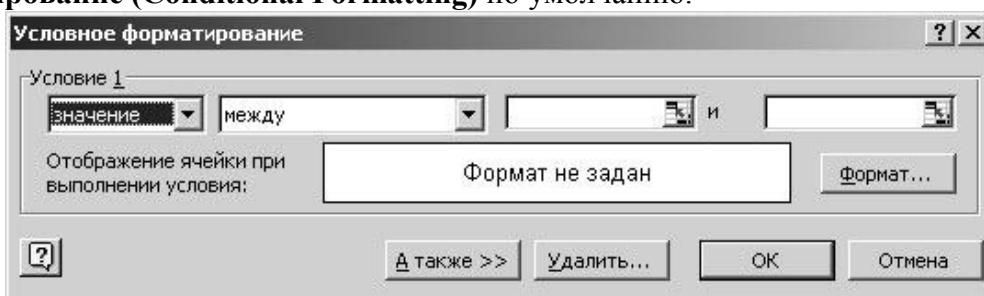 рование (Conditional Formatting) по умолчанию:
Условное форматирование
Условие 1
значение между и
Отображение ячейки при
выполнении условия:
Формат не задан
Формат...
А также >> Удалить... ОК Отмена